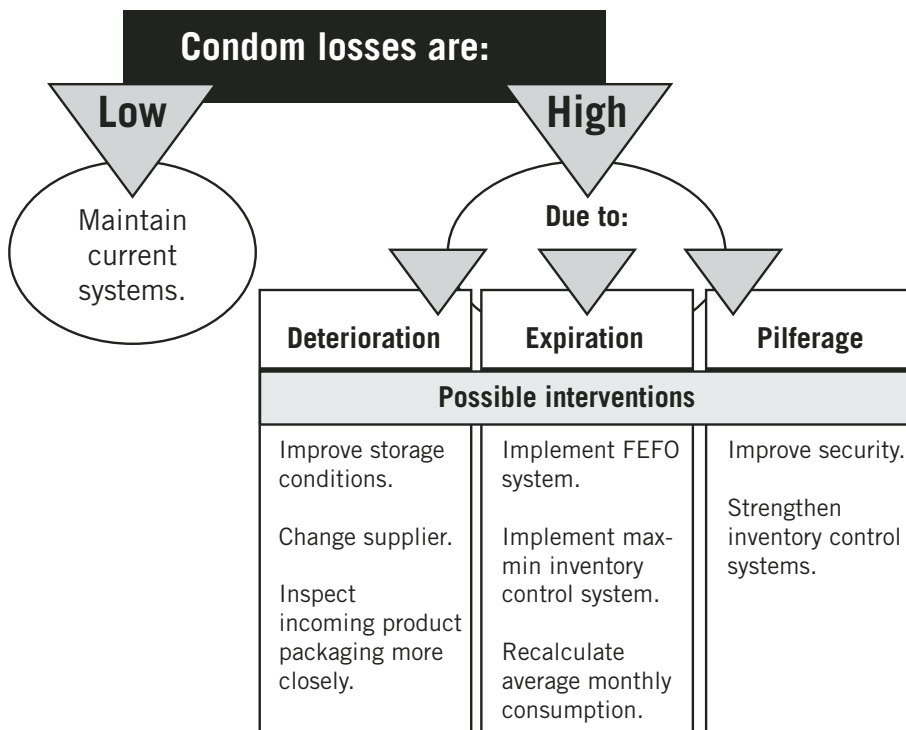 Condom losses are:
Low
High
Maintain
current
systems.
Due to:
Deterioration
Expiration
Pilferage
Possible interventions
Improve storage
conditions.
Change supplier.
Inspect
incoming product
packaging more
closely.
Implement FEFO
system.
Implement max-
min inventory
control system.
Recalculate
average monthly
consumption.
Improve security.
Strengthen
inventory control
systems.